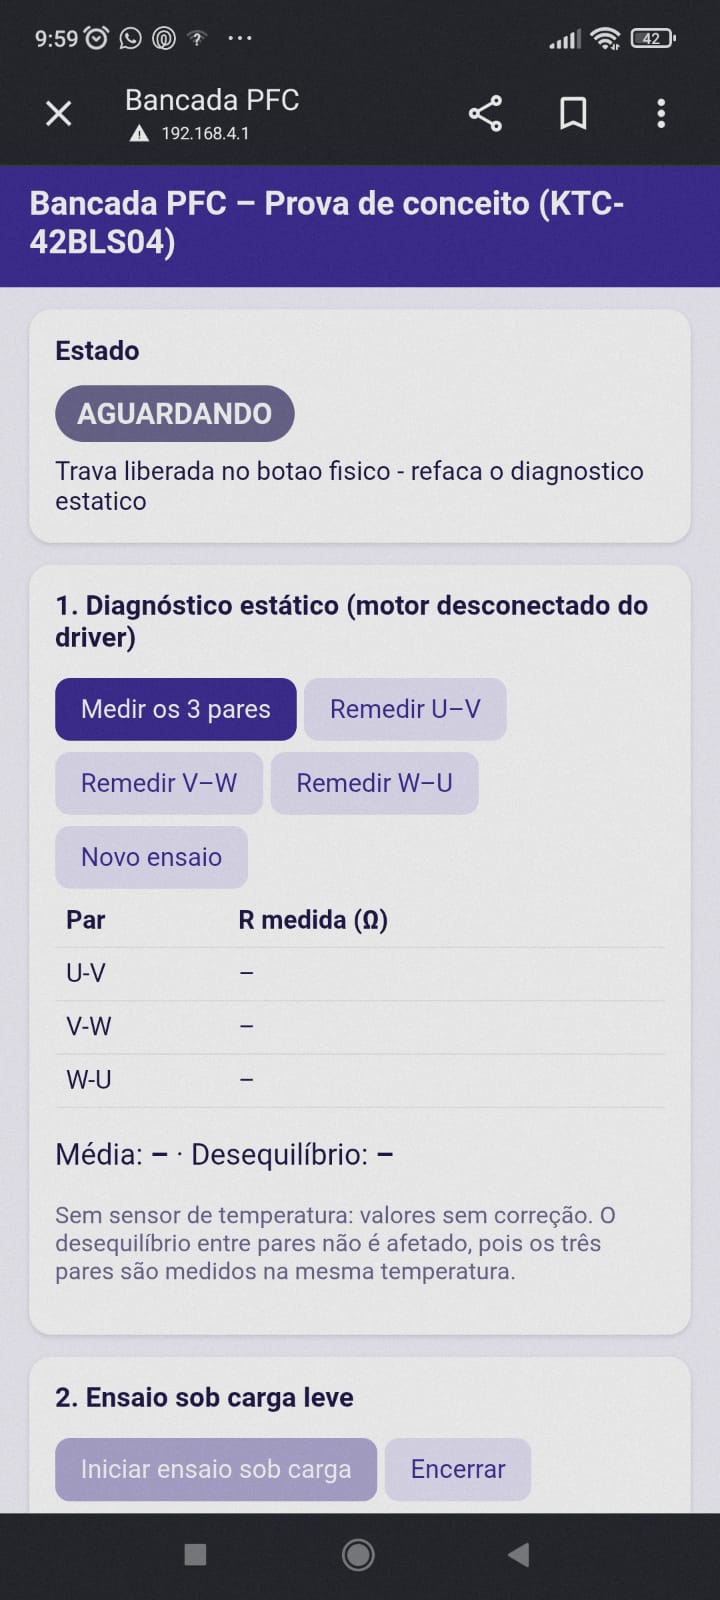 9:59
42
Bancada PFC
192.168.4.1
Bancada PFC – Prova de conceito (KTC-
42BLS04)
Estado
AGUARDANDO
Trava liberada no botao fisico - refaca o diagnostico
estatico
1. Diagnóstico estático (motor desconectado do
driver)
Medir os 3 pares
Remedir U–V
Remedir V–W
Remedir W–U
Novo ensaio
Par R medida (Ω)
U-V –
V-W –
W-U –
Média: – · Desequilíbrio: –
Sem sensor de temperatura: valores sem correção. O
desequilíbrio entre pares não é afetado, pois os três
pares são medidos na mesma temperatura.
2. Ensaio sob carga leve
Iniciar ensaio sob carga
Encerrar